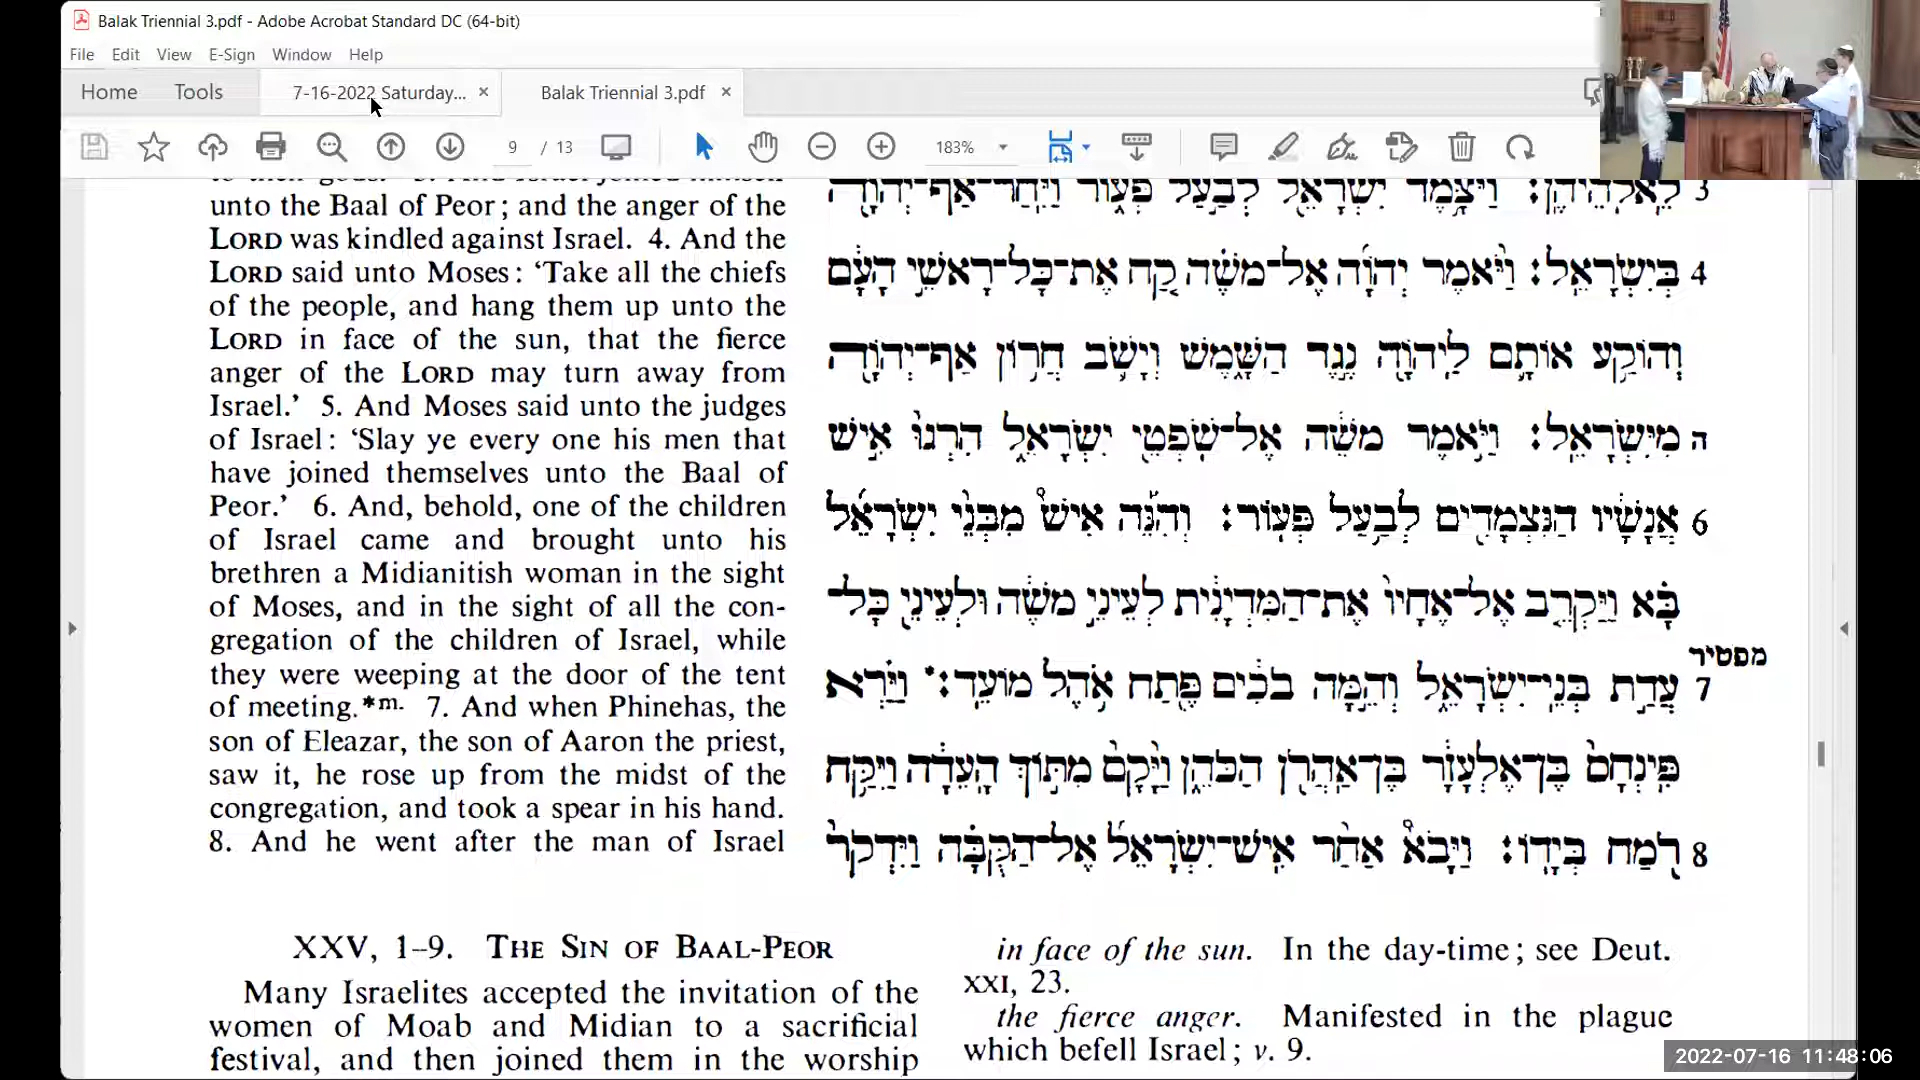 Balak Triennial 3.pdf - Adobe Acrobat Standard DC (64-bit)
File Edit View E-Sign Window Help
Home Tools 7-16-2022 Saturday... × Balak Triennial 3.pdf ×
9 / 13 183%
unto the Baal of Peor; and the anger of the
LORD was kindled against Israel. 4. And the
LORD said unto Moses: ‘Take all the chiefs
of the people, and hang them up unto the
LORD in face of the sun, that the fierce
anger of the LORD may turn away from
Israel.’ 5. And Moses said unto the judges
of Israel: ‘Slay ye every one his men that
have joined themselves unto the Baal of
Peor.’ 6. And, behold, one of the children
of Israel came and brought unto his
brethren a Midianitish woman in the sight
of Moses, and in the sight of all the con-
gregation of the children of Israel, while
they were weeping at the door of the tent
of meeting.*m. 7. And when Phinehas, the
son of Eleazar, the son of Aaron the priest,
saw it, he rose up from the midst of the
congregation, and took a spear in his hand.
8. And he went after the man of Israel
3 לֵאלֹהֵיהֶן׃ וַיִּצָּמֶד יִשְׂרָאֵל לְבַעַל פְּעוֹר וַיִּחַר־אַף יְהוָה
4 בְּיִשְׂרָאֵל׃ וַיֹּאמֶר יְהוָה אֶל־מֹשֶׁה קַח אֶת־כָּל־רָאשֵׁי הָעָם
וְהוֹקַע אוֹתָם לַיהוָה נֶגֶד הַשָּׁמֶשׁ וְיָשֹׁב חֲרוֹן אַף־יְהוָה
ה מִיִּשְׂרָאֵל׃ וַיֹּאמֶר מֹשֶׁה אֶל־שֹׁפְטֵי יִשְׂרָאֵל הִרְגוּ אִישׁ
6 אֲנָשָׁיו הַנִּצְמָדִים לְבַעַל פְּעוֹר׃ וְהִנֵּה אִישׁ מִבְּנֵי יִשְׂרָאֵל
בָּא וַיַּקְרֵב אֶל־אֶחָיו אֶת־הַמִּדְיָנִית לְעֵינֵי מֹשֶׁה וּלְעֵינֵי כָּל־
מפטיר
7 עֲדַת בְּנֵי־יִשְׂרָאֵל וְהֵמָּה בֹכִים פֶּתַח אֹהֶל מוֹעֵד׃* וַיַּרְא
פִּינְחָס בֶּן־אֶלְעָזָר בֶּן־אַהֲרֹן הַכֹּהֵן וַיָּקָם מִתּוֹךְ הָעֵדָה וַיִּקַּח
8 רֹמַח בְּיָדוֹ׃ וַיָּבֹא אַחַר אִישׁ־יִשְׂרָאֵל אֶל־הַקֻּבָּה וַיִּדְקֹר
XXV, 1–9. THE SIN OF BAAL-PEOR
Many Israelites accepted the invitation of the
women of Moab and Midian to a sacrificial
festival, and then joined them in the worship
in face of the sun. In the day-time; see Deut.
XXI, 23.
the fierce anger. Manifested in the plague
which befell Israel; v. 9.
2022-07-16 11:48:06